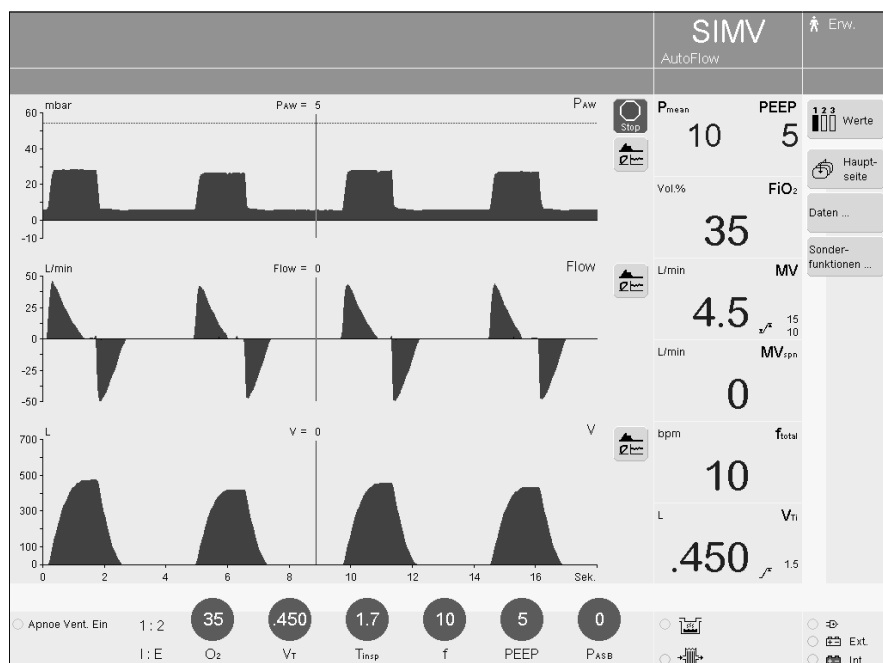 SIMV
AutoFlow
Erw.
mbar
PAW = 5
PAW
60
40
20
0
-10
Stop
Pmean
PEEP
10
5
1 2 3
Werte
Haupt-
seite
Vol.%
FiO2
35
Daten ...
Sonder-
funktionen ...
L/min
Flow = 0
Flow
50
25
0
-25
-50
L/min
MV
4.5
15
10
L/min
MVspn
0
L
V = 0
V
700
500
300
100
0
0 2 4 6 8 10 12 14 16 Sek.
bpm
ftotal
10
L
VTi
.450
1.5
Apnoe Vent. Ein
1:2
35
.450
1.7
10
5
0
I:E
O2
VT
Tinsp
f
PEEP
PASB
Ext.
Int.